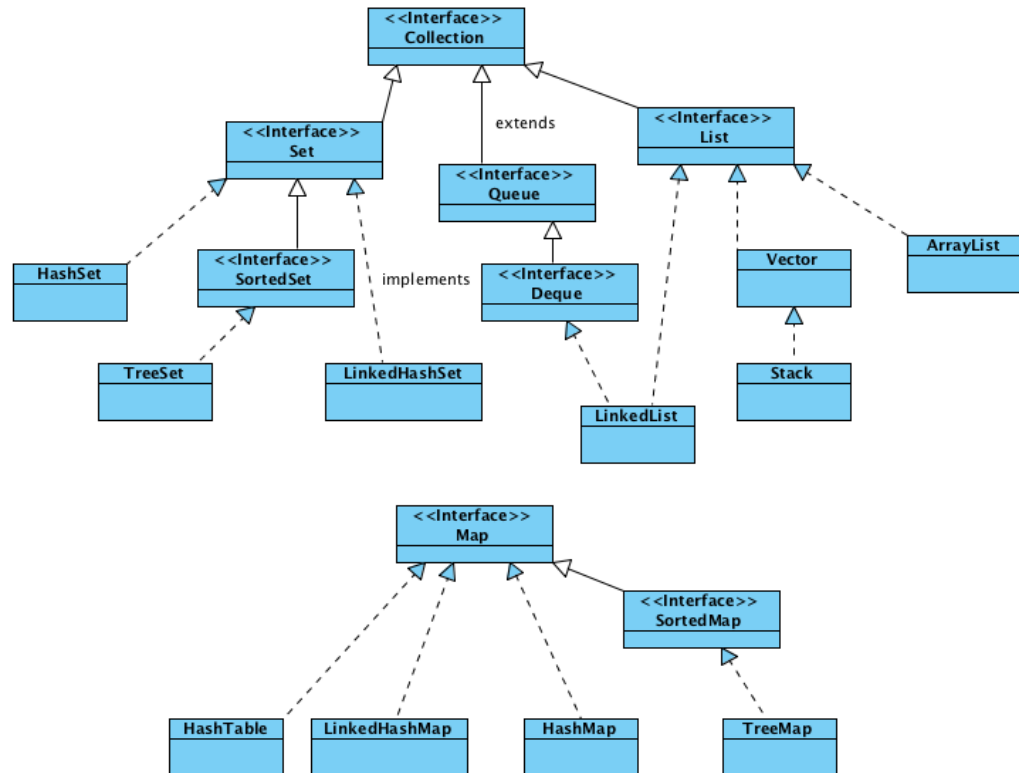 <<Interface>>
Collection
extends
<<Interface>>
Set
<<Interface>>
List
<<Interface>>
Queue
HashSet
<<Interface>>
SortedSet
implements
<<Interface>>
Deque
Vector
ArrayList
TreeSet
LinkedHashSet
LinkedList
Stack
<<Interface>>
Map
<<Interface>>
SortedMap
HashTable
LinkedHashMap
HashMap
TreeMap